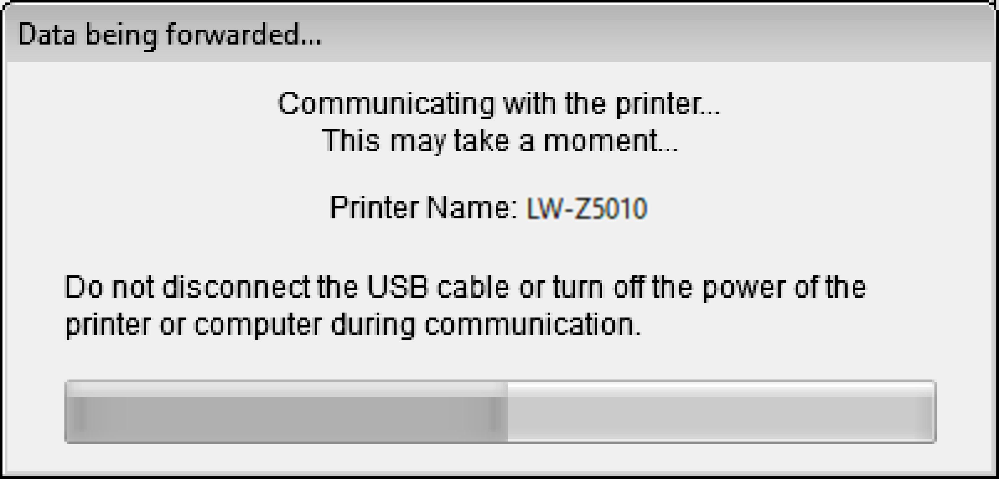 Data being forwarded...
Communicating with the printer...
This may take a moment...
Printer Name: LW-Z5010
Do not disconnect the USB cable or turn off the power of the
printer or computer during communication.